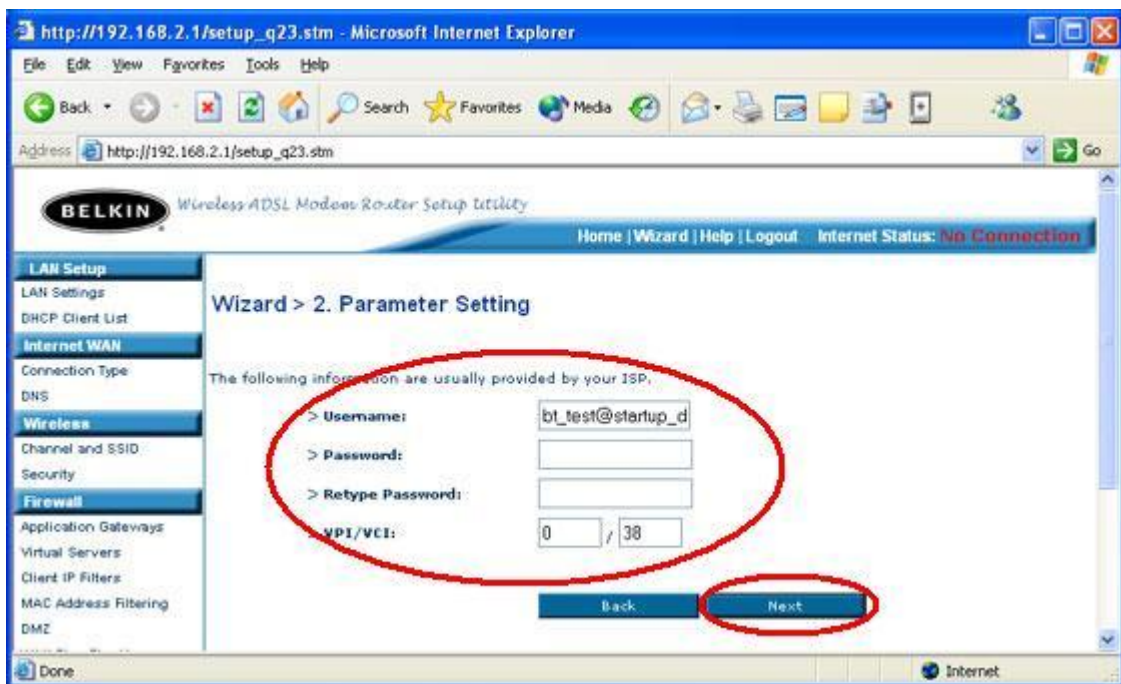 http://192.168.2.1/setup_q23.stm - Microsoft Internet Explorer
File Edit View Favorites Tools Help
Back Search Favorites Media
Address http://192.168.2.1/setup_q23.stm Go
BELKIN Wireless ADSL Modem Router Setup Utility
Home | Wizard | Help | Logout Internet Status: No Connection
LAN Setup
LAN Settings
DHCP Client List
Internet WAN
Connection Type
DNS
Wireless
Channel and SSID
Security
Firewall
Application Gateways
Virtual Servers
Client IP Filters
MAC Address Filtering
DMZ
Wizard > 2. Parameter Setting
The following information are usually provided by your ISP.
> Username: bt_test@startup_d
> Password:
> Retype Password:
> VPI/VCI: 0 / 38
Back Next
Done Internet